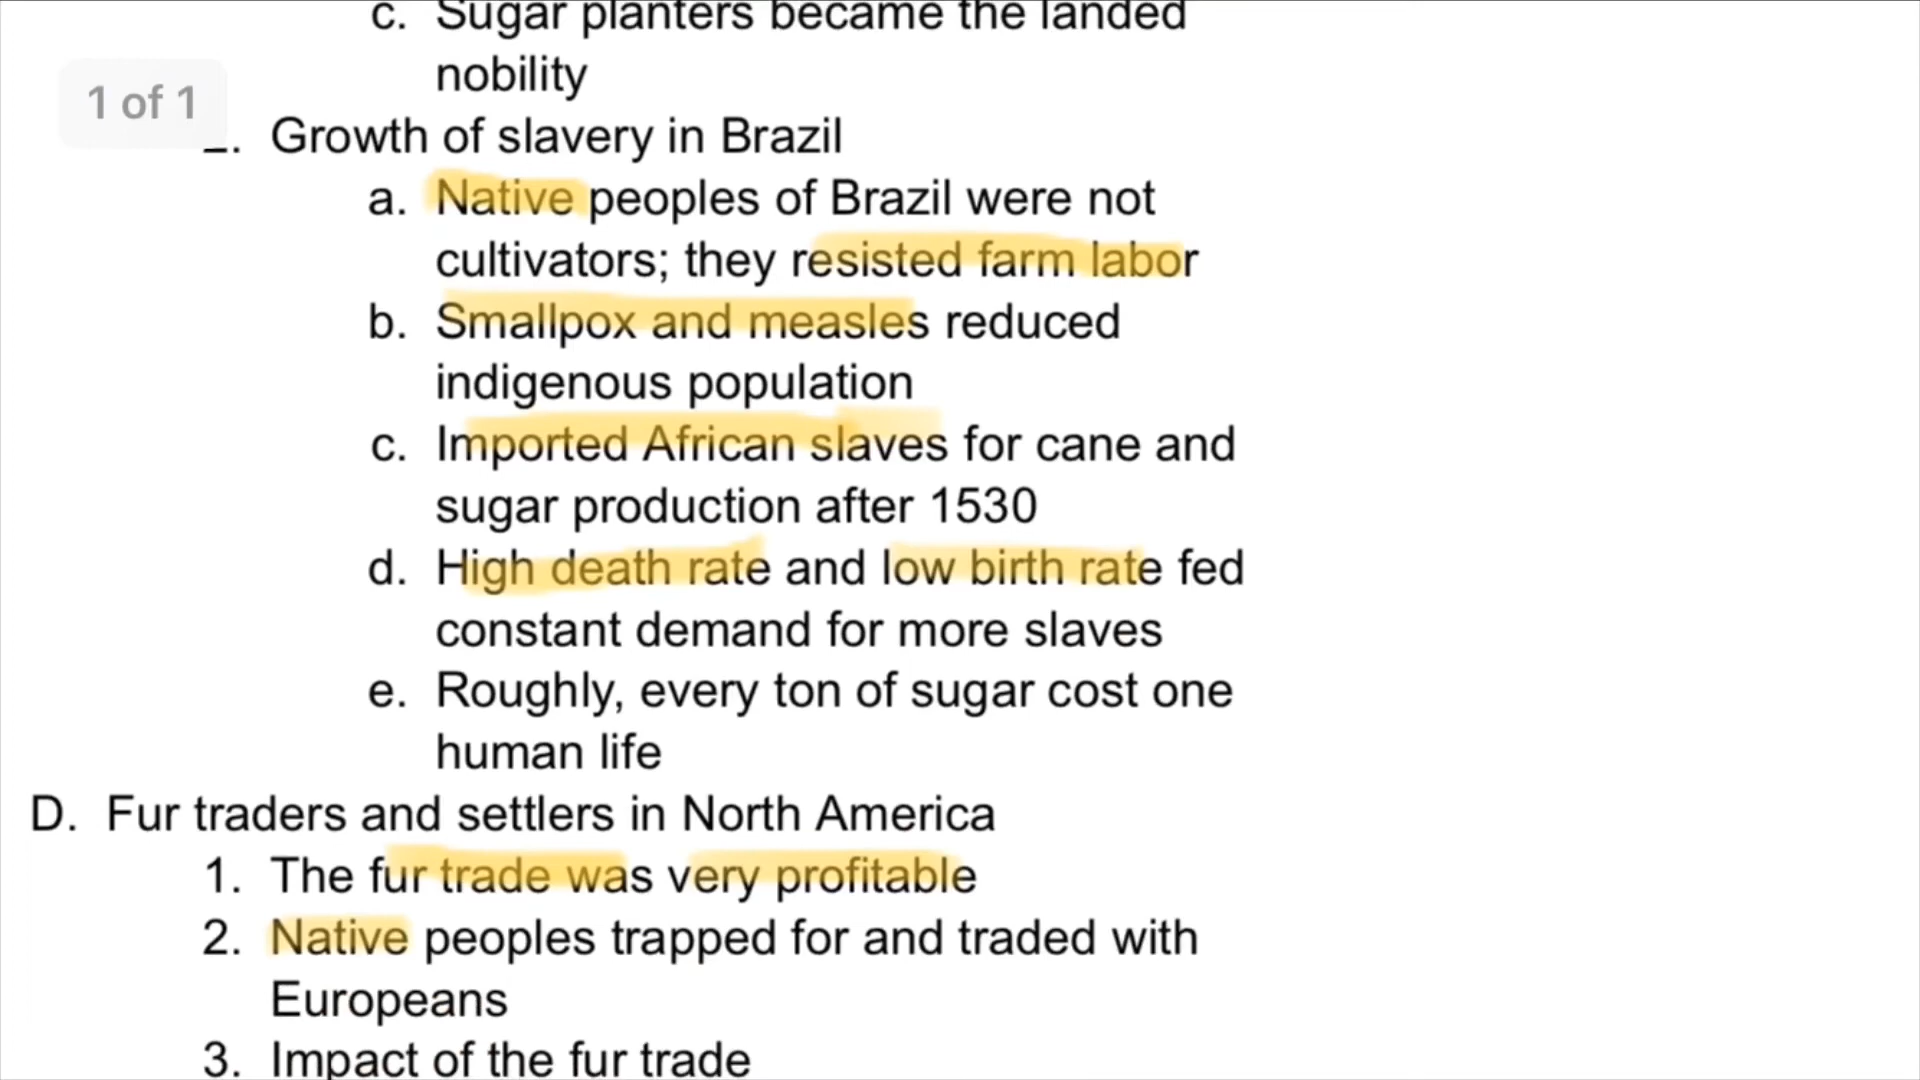 c. Sugar planters became the landed
nobility
1 of 1
Growth of slavery in Brazil
a. Native peoples of Brazil were not
cultivators; they resisted farm labor
b. Smallpox and measles reduced
indigenous population
c. Imported African slaves for cane and
sugar production after 1530
d. High death rate and low birth rate fed
constant demand for more slaves
e. Roughly, every ton of sugar cost one
human life
D. Fur traders and settlers in North America
1. The fur trade was very profitable
2. Native peoples trapped for and traded with
Europeans
3. Impact of the fur trade